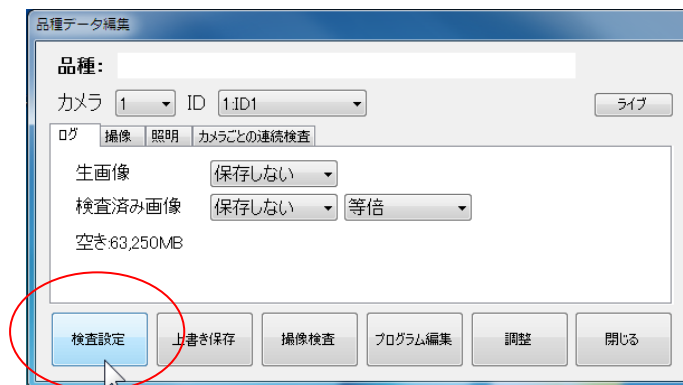 品種データ編集
品種:
カメラ 1 ID 1:ID1 ライブ
ログ 撮像 照明 カメラごとの連続検査
生画像 保存しない
検査済み画像 保存しない 等倍
空き:63,250MB
検査設定 上書き保存 撮像検査 プログラム編集 調整 閉じる